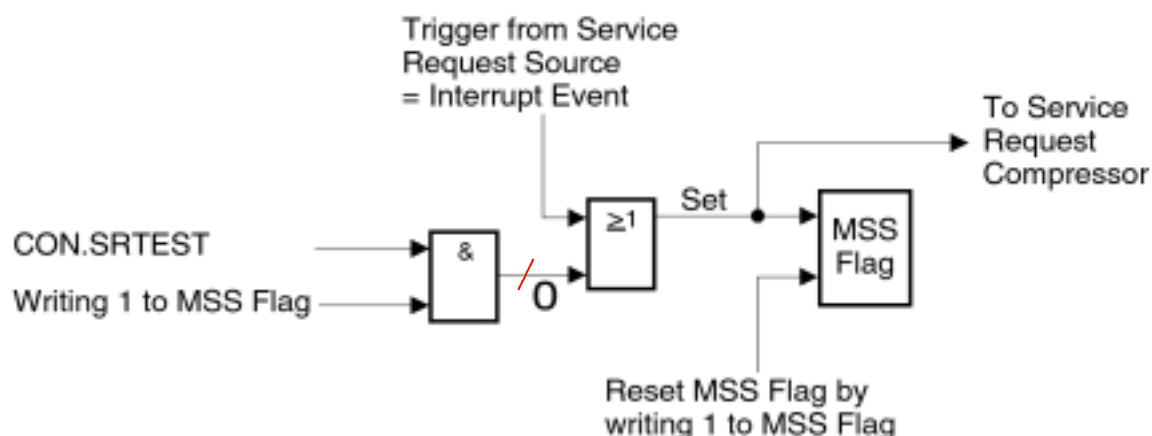 Trigger from Service
Request Source
= Interrupt Event
To Service
Request
Compressor
Set
≥1
MSS
Flag
CON.SRTEST
&
Writing 1 to MSS Flag
0
Reset MSS Flag by
writing 1 to MSS Flag